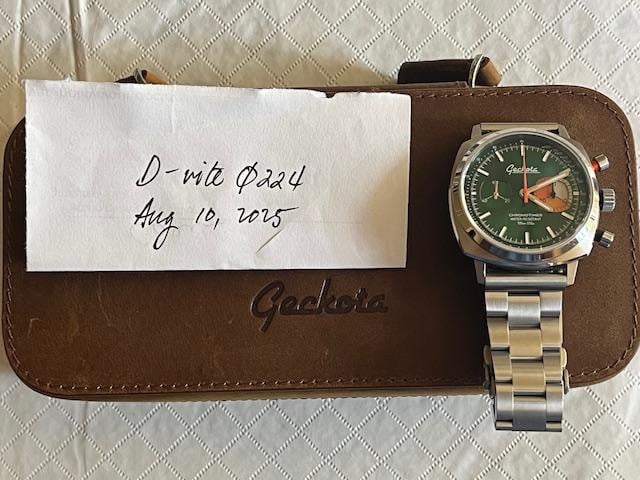 D-rite Ø224
Aug 10, 2025
Geckota
Geckota
CHRONOTIMER
WATER-RESISTANT